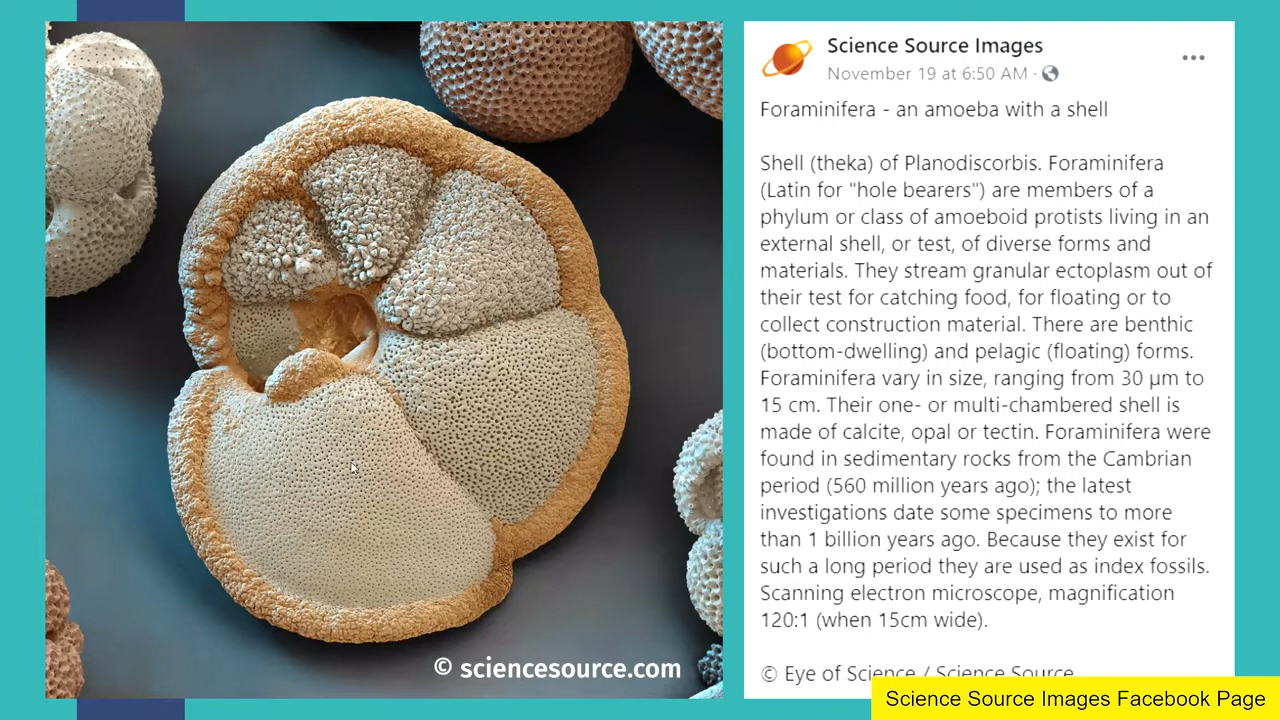 Science Source Images
November 19 at 6:50 AM ·
Foraminifera - an amoeba with a shell
Shell (theka) of Planodiscorbis. Foraminifera
(Latin for "hole bearers") are members of a
phylum or class of amoeboid protists living in an
external shell, or test, of diverse forms and
materials. They stream granular ectoplasm out of
their test for catching food, for floating or to
collect construction material. There are benthic
(bottom-dwelling) and pelagic (floating) forms.
Foraminifera vary in size, ranging from 30 µm to
15 cm. Their one- or multi-chambered shell is
made of calcite, opal or tectin. Foraminifera were
found in sedimentary rocks from the Cambrian
period (560 million years ago); the latest
investigations date some specimens to more
than 1 billion years ago. Because they exist for
such a long period they are used as index fossils.
Scanning electron microscope, magnification
120:1 (when 15cm wide).
© Eye of Science / Science Source
© sciencesource.com
Science Source Images Facebook Page